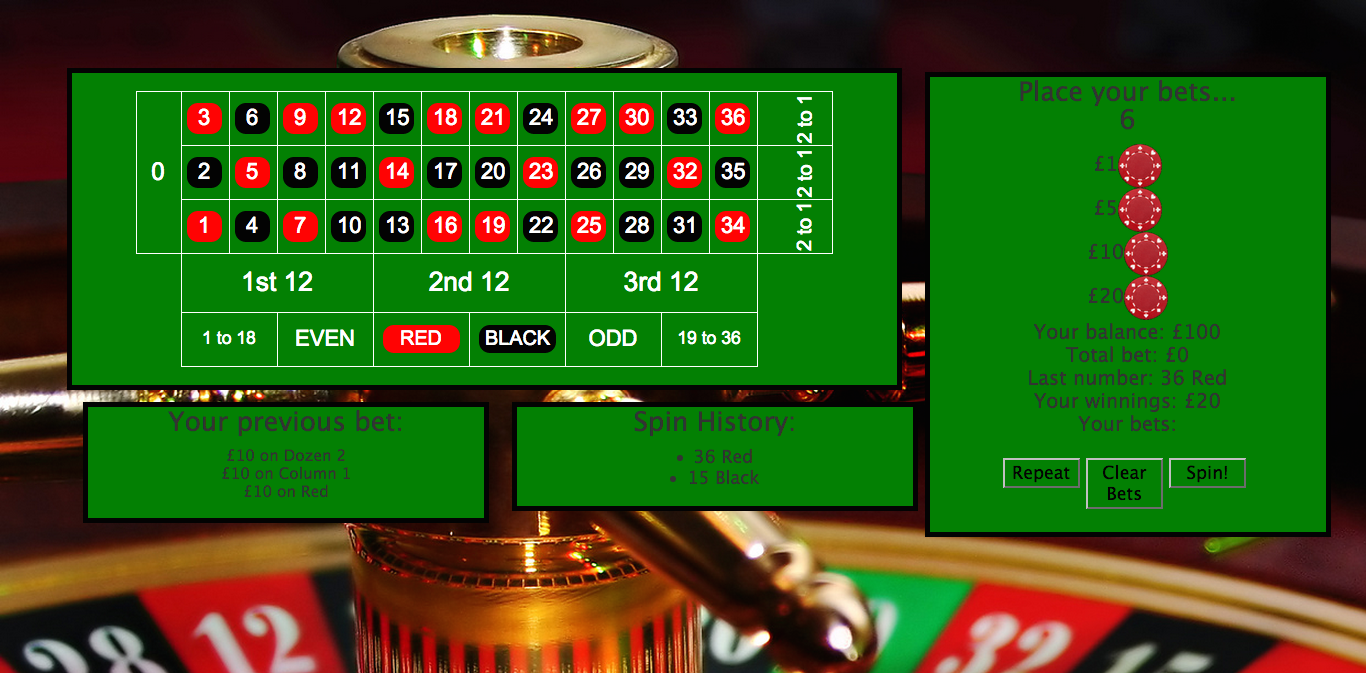 3 6 9 12 15 18 21 24 27 30 33 36 2 to 1
0 2 5 8 11 14 17 20 23 26 29 32 35 2 to 1
1 4 7 10 13 16 19 22 25 28 31 34 2 to 1
1st 12 2nd 12 3rd 12
1 to 18 EVEN RED BLACK ODD 19 to 36
Place your bets...
6
£1
£5
£10
£20
Your balance: £100
Total bet: £0
Last number: 36 Red
Your winnings: £20
Your bets:
Repeat Clear Spin!
Bets
Your previous bet:
£10 on Dozen 2
£10 on Column 1
£10 on Red
Spin History:
36 Red
15 Black
28 12 0 32 15